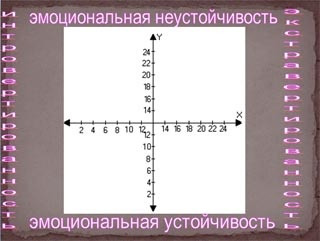 эмоциональная неустойчивость
интровертированность
экстравертированность
Y
24
22
20
18
16
14
X
2 4 6 8 10 12 14 16 18 20 22 24
10
8
6
4
2
эмоциональная устойчивость